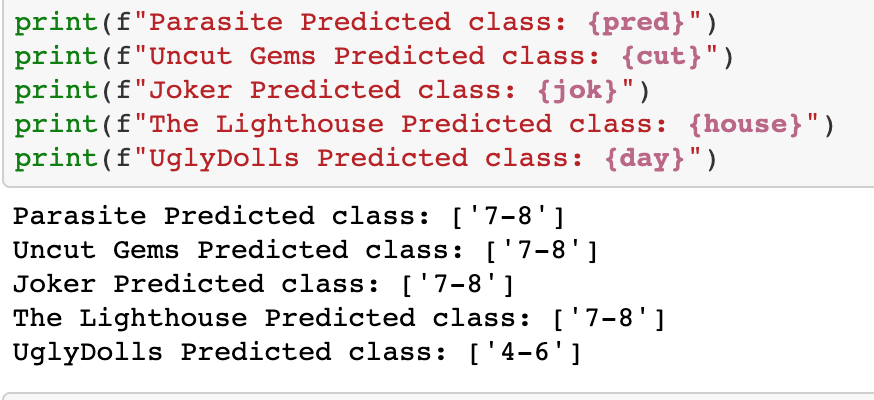 print(f"Parasite Predicted class: {pred}")
print(f"Uncut Gems Predicted class: {cut}")
print(f"Joker Predicted class: {jok}")
print(f"The Lighthouse Predicted class: {house}")
print(f"UglyDolls Predicted class: {day}")
Parasite Predicted class: ['7-8']
Uncut Gems Predicted class: ['7-8']
Joker Predicted class: ['7-8']
The Lighthouse Predicted class: ['7-8']
UglyDolls Predicted class: ['4-6']